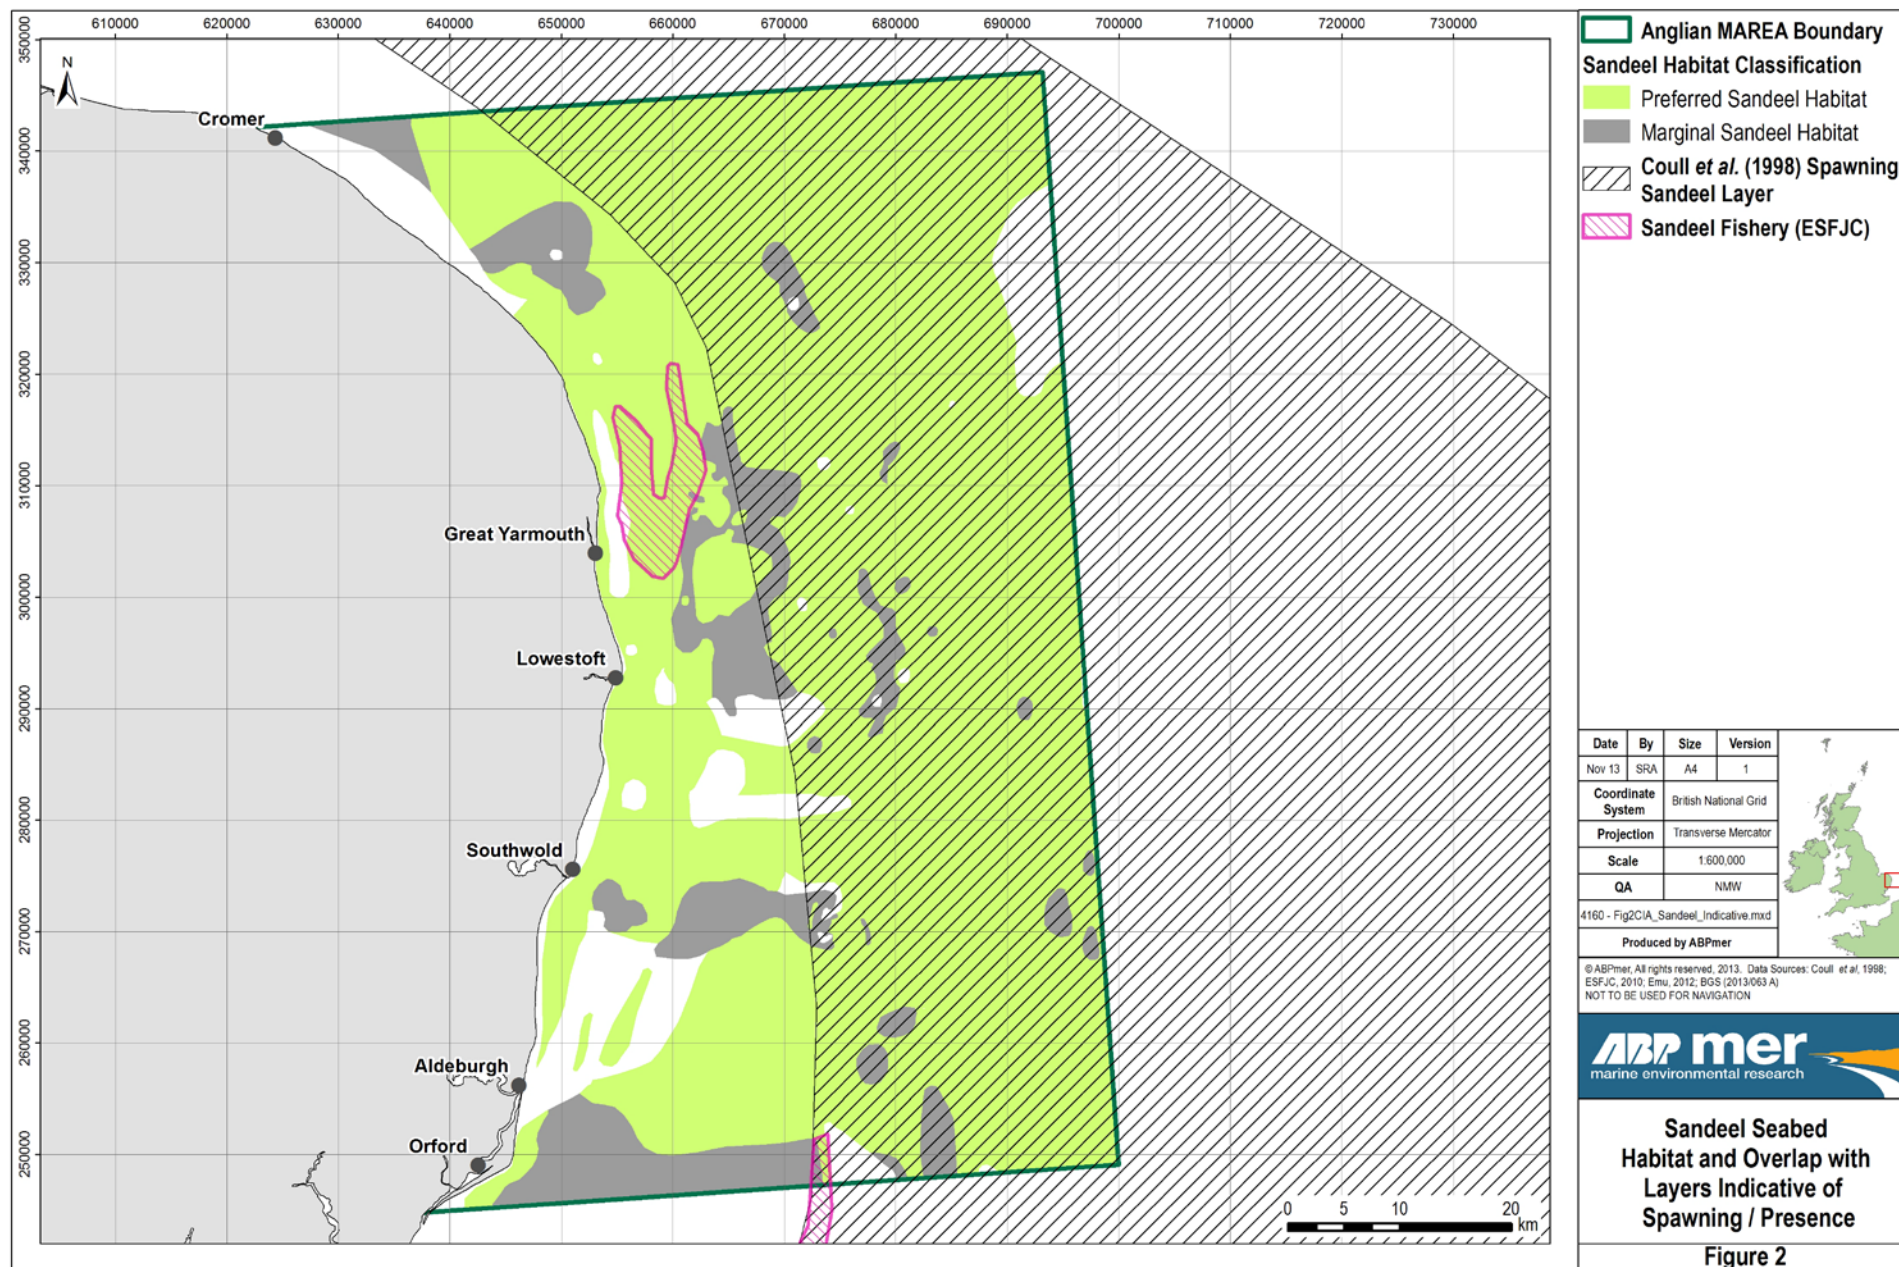 610000 620000 630000 640000 650000 660000 670000 680000 690000 700000 710000 720000 730000
350000
340000
330000
320000
310000
300000
290000
280000
270000
260000
250000
N
Cromer
Great Yarmouth
Lowestoft
Southwold
Aldeburgh
Orford
0 5 10 20
km
Anglian MAREA Boundary
Sandeel Habitat Classification
Preferred Sandeel Habitat
Marginal Sandeel Habitat
Coull et al. (1998) Spawning
Sandeel Layer
Sandeel Fishery (ESFJC)
Date By Size Version
Nov 13 SRA A4 1
Coordinate
System
British National Grid
Projection Transverse Mercator
Scale 1:600,000
QA NMW
4160 - Fig2CIA_Sandeel_Indicative.mxd
Produced by ABPmer
© ABPmer, All rights reserved, 2013. Data Sources: Coull et al, 1998;
ESFJC, 2010; Emu, 2012; BGS (2013/063 A)
NOT TO BE USED FOR NAVIGATION
ABP mer
marine environmental research
Sandeel Seabed
Habitat and Overlap with
Layers Indicative of
Spawning / Presence
Figure 2